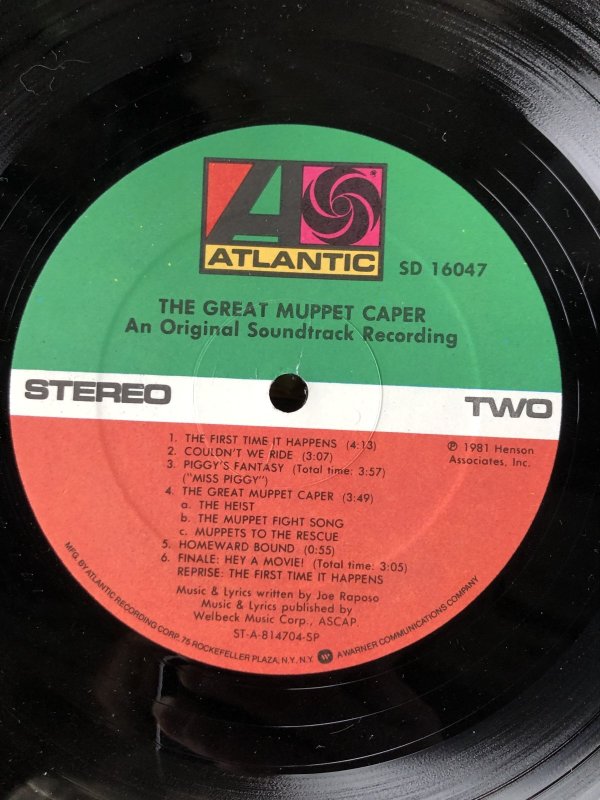 ATLANTIC
SD 16047
THE GREAT MUPPET CAPER
An Original Soundtrack Recording
STEREO
TWO
1. THE FIRST TIME IT HAPPENS (4:13)
2. COULDN'T WE RIDE (3:07)
3. PIGGY'S FANTASY (Total time: 3:57)
("MISS PIGGY")
4. THE GREAT MUPPET CAPER (3:49)
a. THE HEIST
b. THE MUPPET FIGHT SONG
c. MUPPETS TO THE RESCUE
5. HOMEWARD BOUND (0:55)
6. FINALE: HEY A MOVIE! (Total time: 3:05)
REPRISE: THE FIRST TIME IT HAPPENS
℗ 1981 Henson
Associates, Inc.
Music & Lyrics written by Joe Raposo
Music & Lyrics published by
Welbeck Music Corp., ASCAP.
ST-A-814704-SP
MFG. BY ATLANTIC RECORDING CORP. 75 ROCKEFELLER PLAZA, N.Y. N.Y. A WARNER COMMUNICATIONS COMPANY